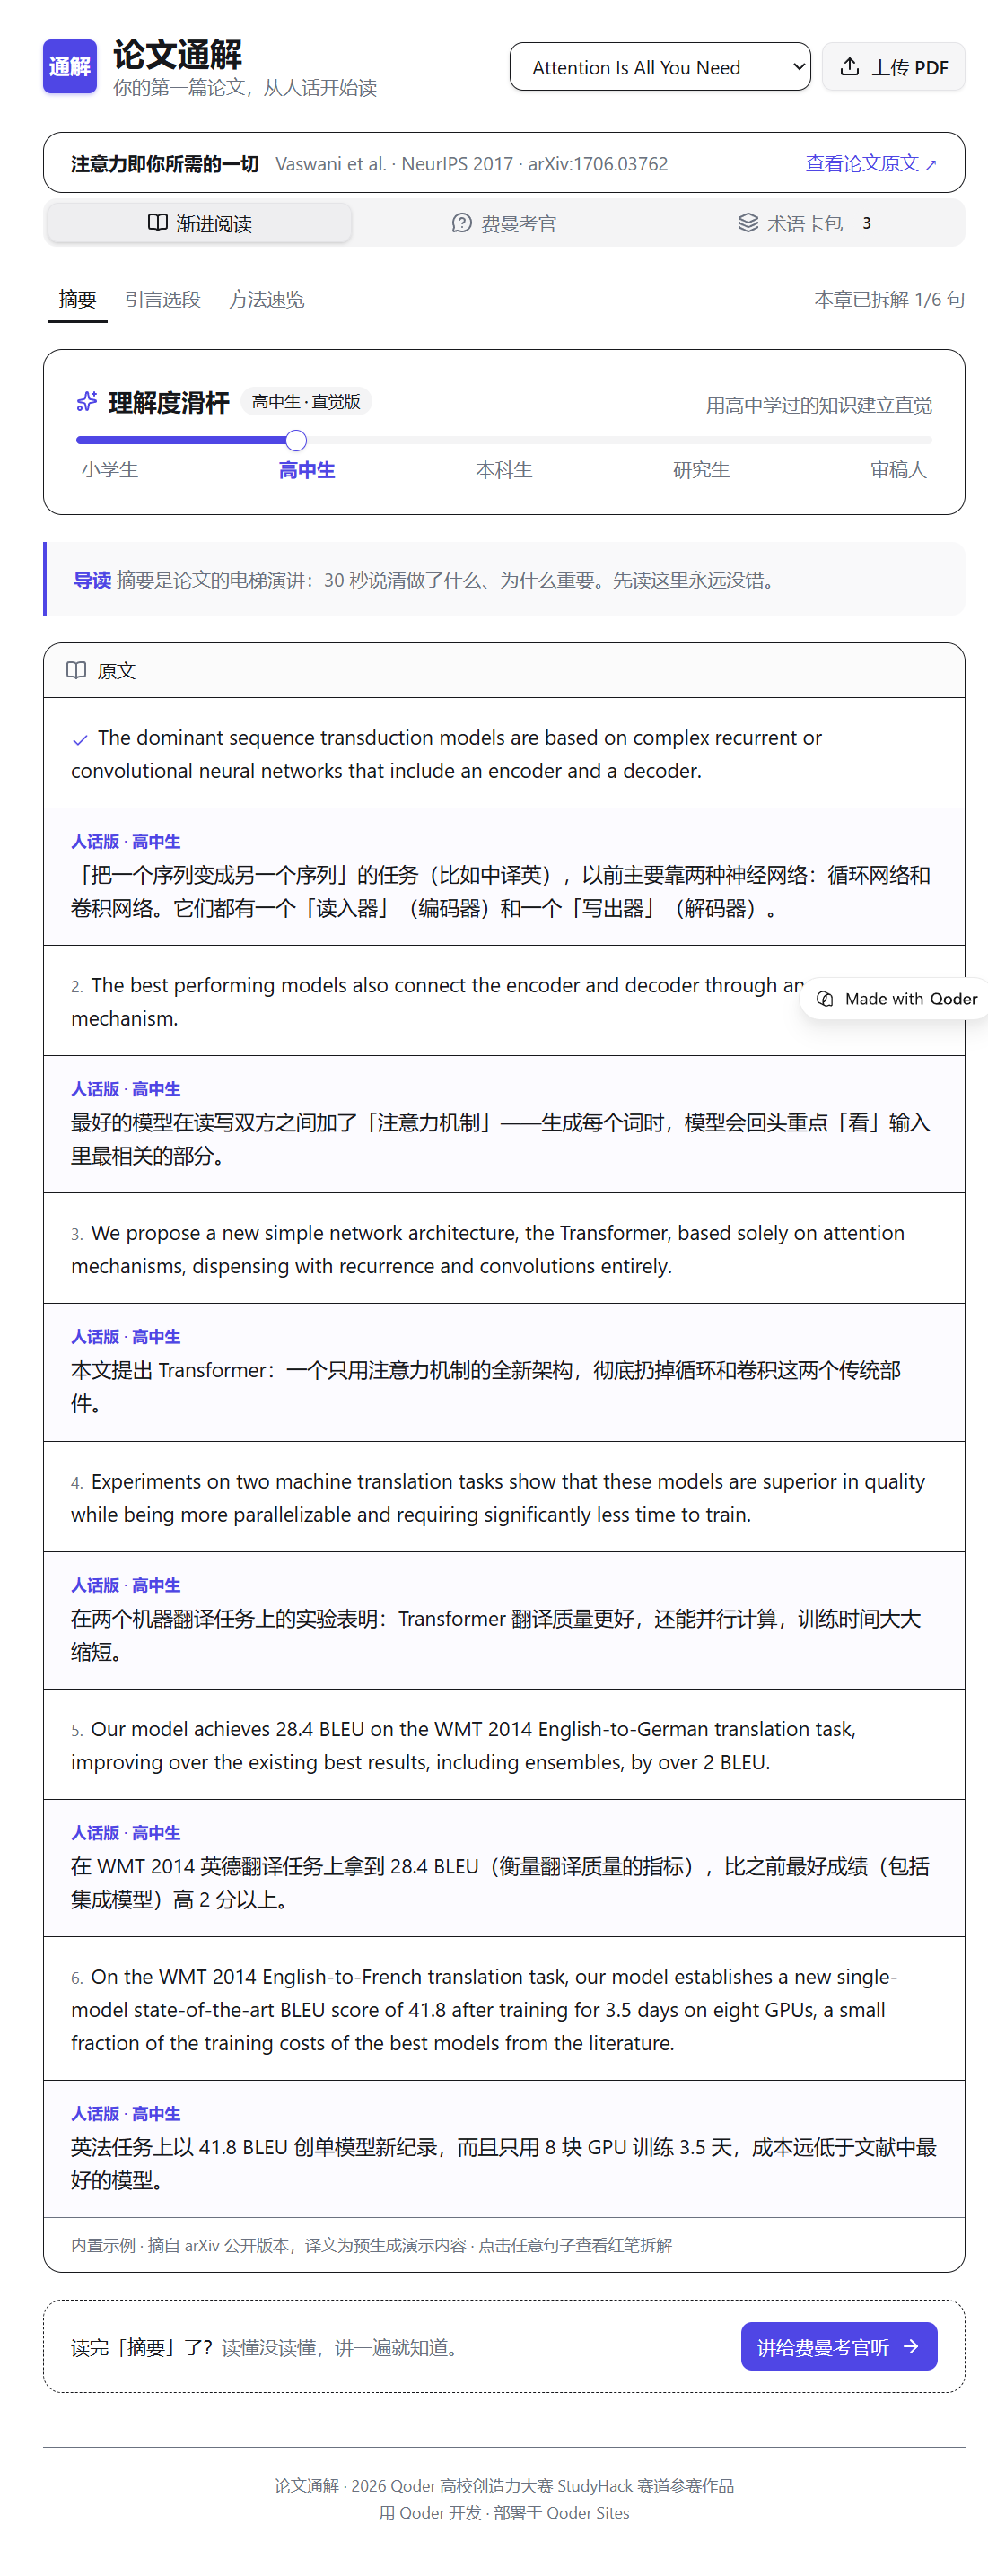 通解
论文通解
你的第一篇论文，从人话开始读
Attention Is All You Need
上传 PDF
注意力即你所需的一切 Vaswani et al. · NeurIPS 2017 · arXiv:1706.03762 查看论文原文 ↗
渐进阅读 费曼考官 术语卡包 3
摘要 引言选段 方法速览 本章已拆解 1/6 句
理解度滑杆 高中生 · 直觉版 用高中学过的知识建立直觉
小学生 高中生 本科生 研究生 审稿人
导读 摘要是论文的电梯演讲：30 秒说清做了什么、为什么重要。先读这里永远没错。
原文
The dominant sequence transduction models are based on complex recurrent or
convolutional neural networks that include an encoder and a decoder.
人话版 · 高中生
「把一个序列变成另一个序列」的任务（比如中译英），以前主要靠两种神经网络：循环网络和
卷积网络。它们都有一个「读入器」（编码器）和一个「写出器」（解码器）。
2. The best performing models also connect the encoder and decoder through an
mechanism.
Made with Qoder
人话版 · 高中生
最好的模型在读写双方之间加了「注意力机制」——生成每个词时，模型会回头重点「看」输入
里最相关的部分。
3. We propose a new simple network architecture, the Transformer, based solely on attention
mechanisms, dispensing with recurrence and convolutions entirely.
人话版 · 高中生
本文提出 Transformer：一个只用注意力机制的全新架构，彻底扔掉循环和卷积这两个传统部
件。
4. Experiments on two machine translation tasks show that these models are superior in quality
while being more parallelizable and requiring significantly less time to train.
人话版 · 高中生
在两个机器翻译任务上的实验表明：Transformer 翻译质量更好，还能并行计算，训练时间大大
缩短。
5. Our model achieves 28.4 BLEU on the WMT 2014 English-to-German translation task,
improving over the existing best results, including ensembles, by over 2 BLEU.
人话版 · 高中生
在 WMT 2014 英德翻译任务上拿到 28.4 BLEU（衡量翻译质量的指标），比之前最好成绩（包括
集成模型）高 2 分以上。
6. On the WMT 2014 English-to-French translation task, our model establishes a new single-
model state-of-the-art BLEU score of 41.8 after training for 3.5 days on eight GPUs, a small
fraction of the training costs of the best models from the literature.
人话版 · 高中生
英法任务上以 41.8 BLEU 创单模型新纪录，而且只用 8 块 GPU 训练 3.5 天，成本远低于文献中最
好的模型。
内置示例 · 摘自 arXiv 公开版本，译文为预生成演示内容 · 点击任意句子查看红笔拆解
读完「摘要」了？读懂没读懂，讲一遍就知道。 讲给费曼考官听 →
论文通解 · 2026 Qoder 高校创造力大赛 StudyHack 赛道参赛作品
用 Qoder 开发 · 部署于 Qoder Sites